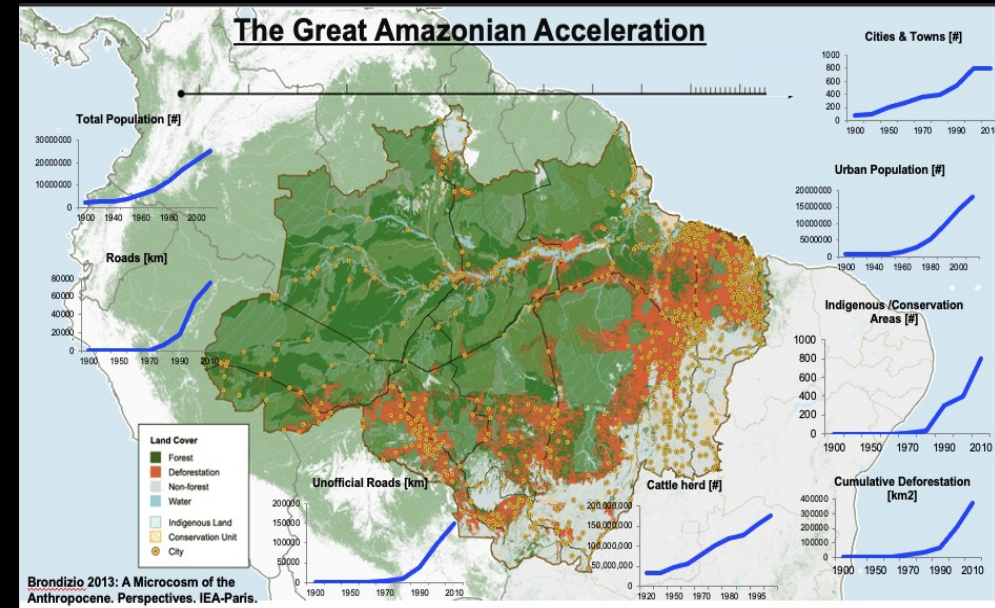 The Great Amazonian Acceleration
Total Population [#]
30000000
20000000
10000000
0
1900 1940 1960 1980 2000
Roads [km]
80000
60000
40000
20000
0
1900 1950 1970 1990 2010
Land Cover
Forest
Deforestation
Non-forest
Water
Indigenous Land
Conservation Unit
City
Brondizio 2013: A Microcosm of the
Anthropocene. Perspectives. IEA-Paris.
Unofficial Roads [km]
200000
150000
100000
50000
0
1900 1950 1970 1990 2010
Cattle herd [#]
200,000,000
150,000,000
100,000,000
50,000,000
0
1920 1950 1970 1980 1995
Cities & Towns [#]
1000
800
600
400
200
0
1900 1950 1970 1990 201
Urban Population [#]
20000000
15000000
10000000
5000000
0
1900 1940 1960 1980 2000
Indigenous /Conservation
Areas [#]
1000
800
600
400
200
0
1900 1950 1970 1990 2010
Cumulative Deforestation
[km2]
400000
300000
200000
100000
0
1900 1950 1970 1990 2010